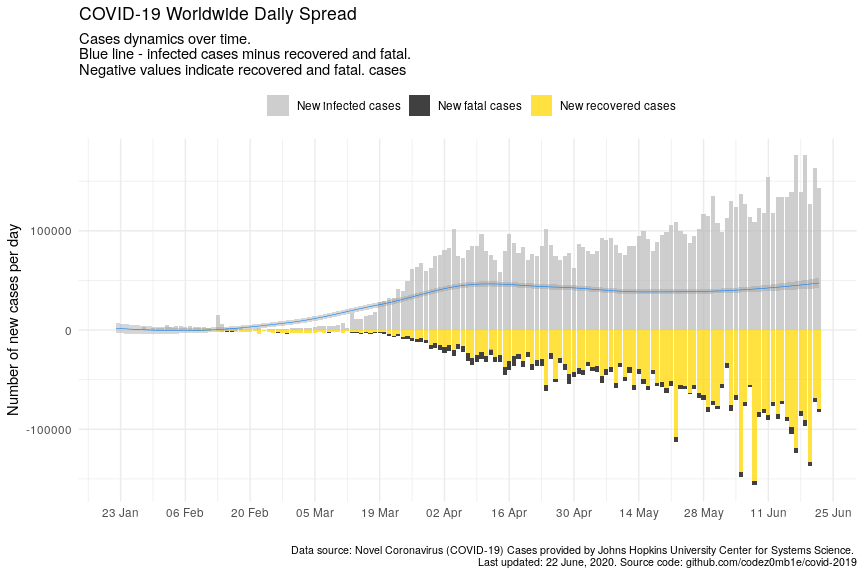 COVID-19 Worldwide Daily Spread
Cases dynamics over time.
Blue line - infected cases minus recovered and fatal.
Negative values indicate recovered and fatal. cases
New infected cases
New fatal cases
New recovered cases
Number of new cases per day
100000
0
-100000
23 Jan
06 Feb
20 Feb
05 Mar
19 Mar
02 Apr
16 Apr
30 Apr
14 May
28 May
11 Jun
25 Jun
Data source: Novel Coronavirus (COVID-19) Cases provided by Johns Hopkins University Center for Systems Science.
Last updated: 22 June, 2020. Source code: github.com/codez0mb1e/covid-2019